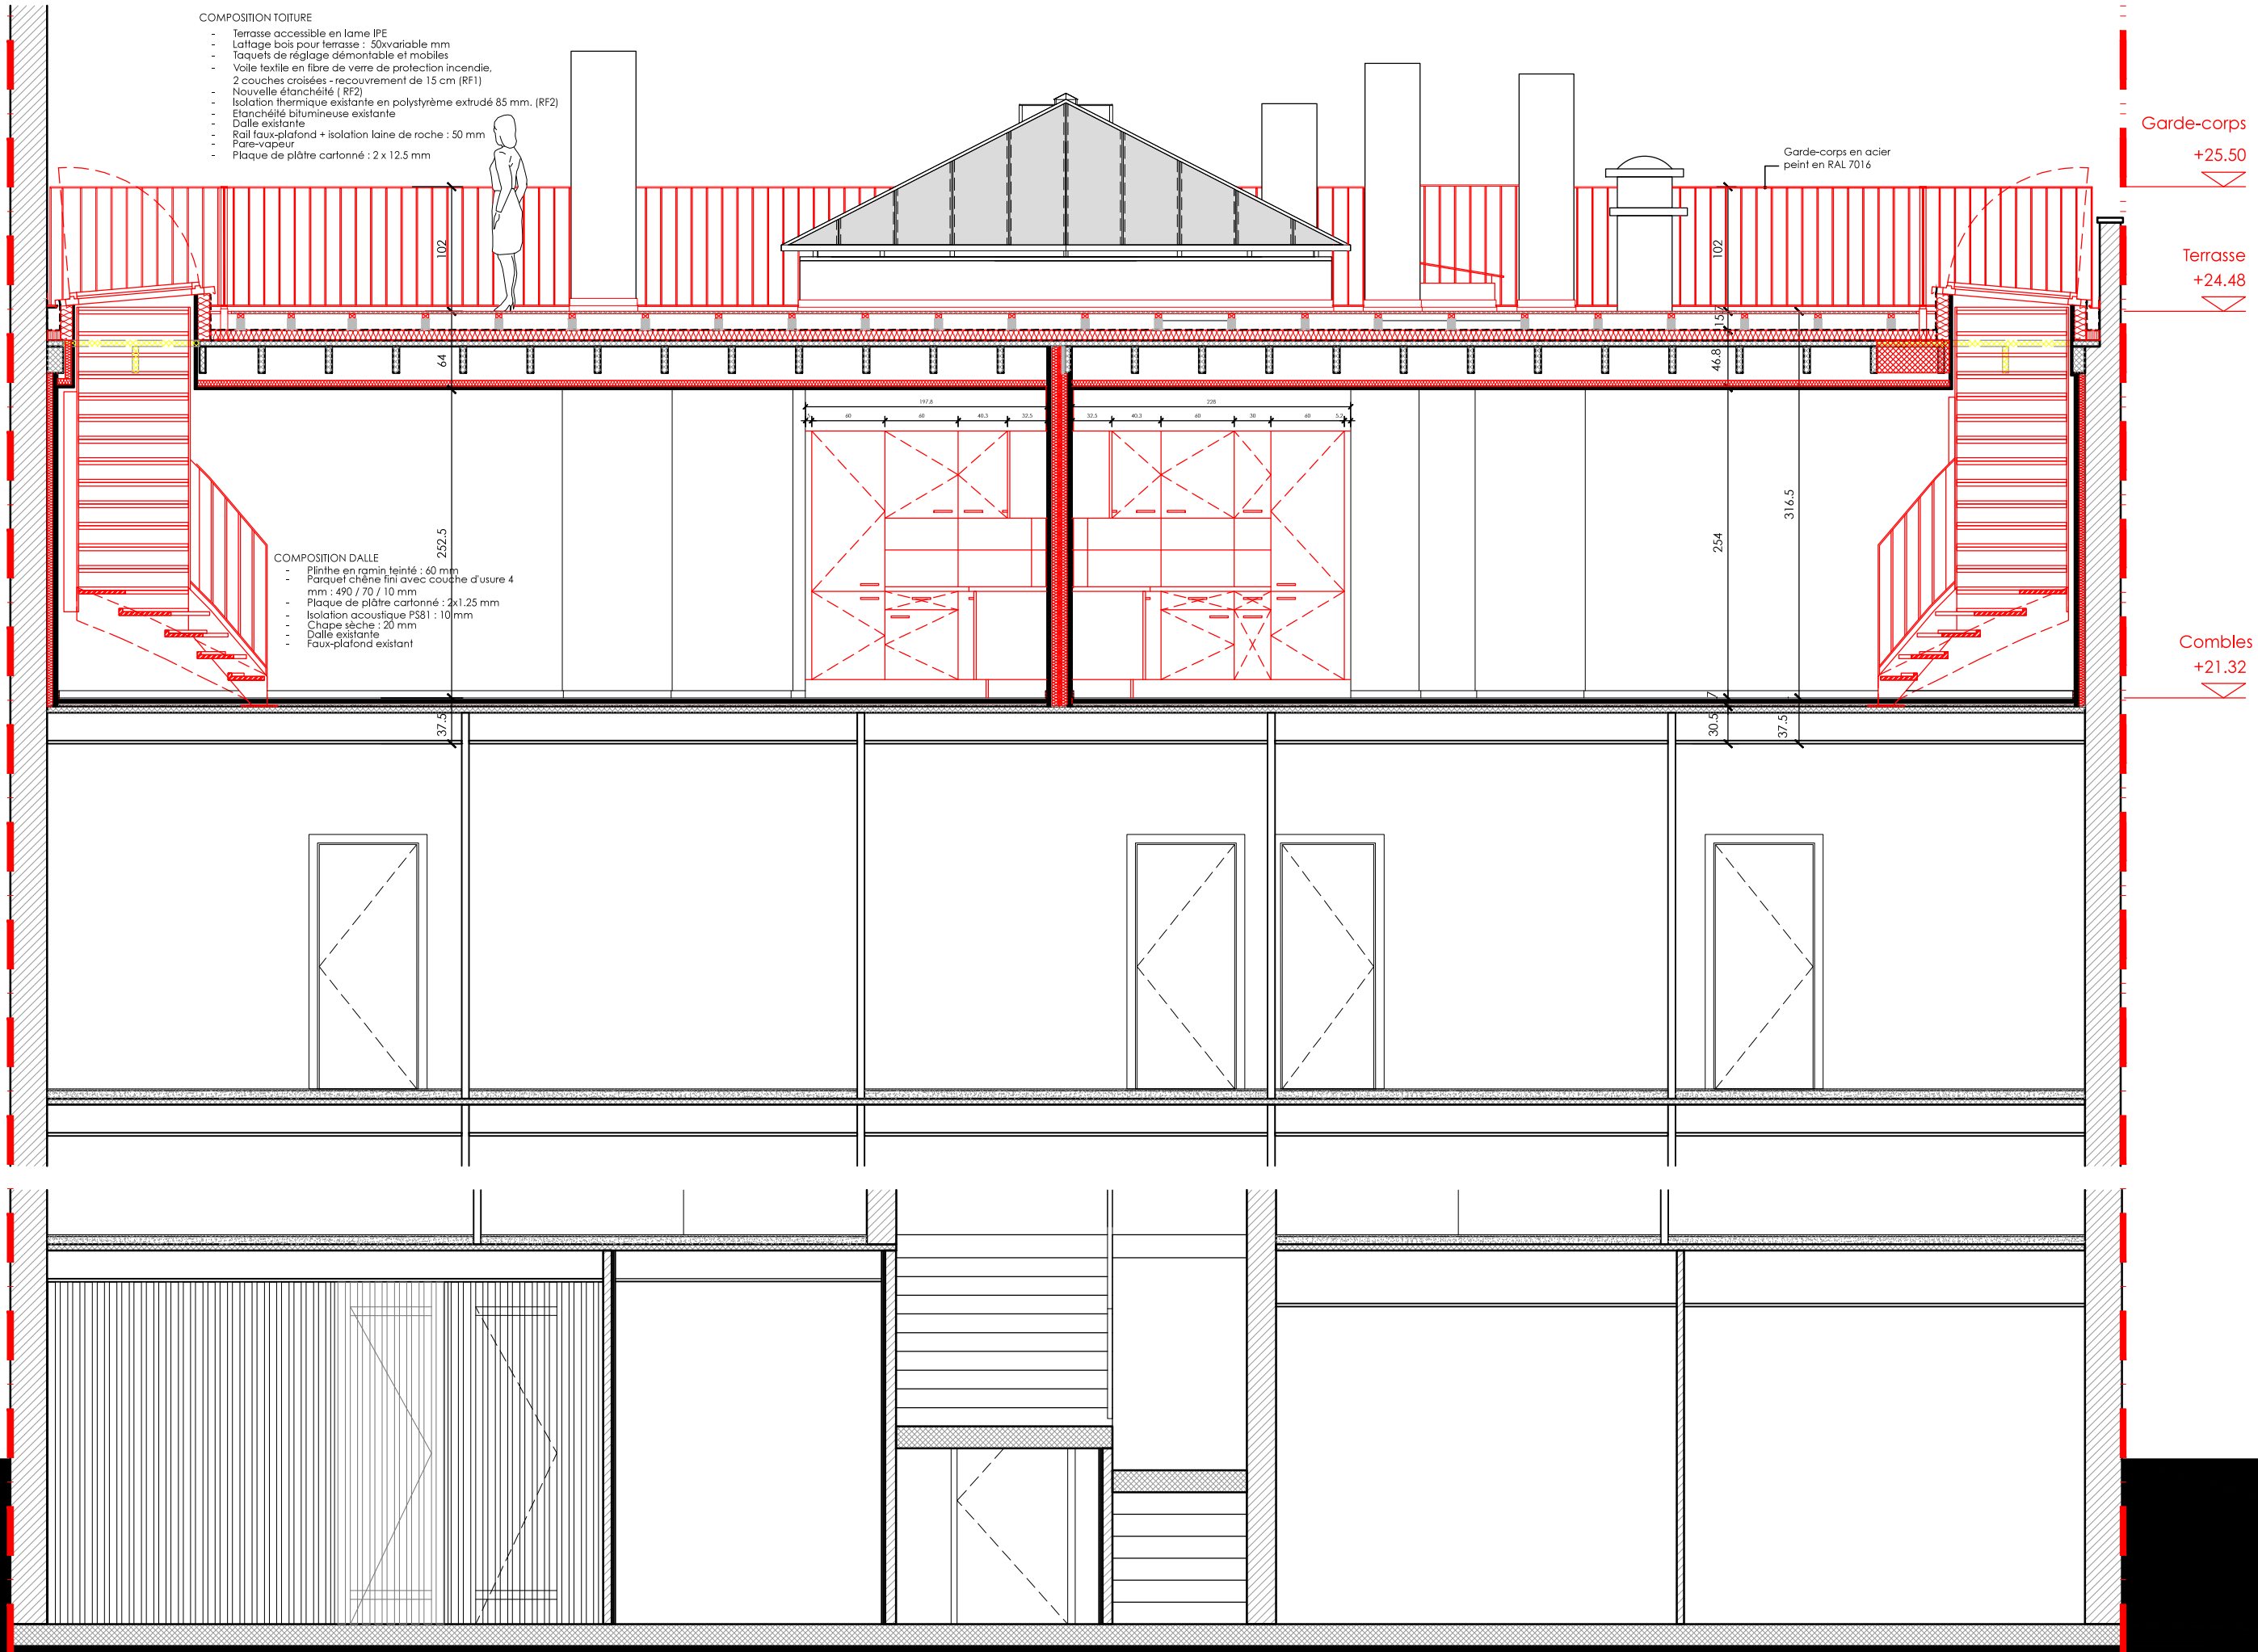 COMPOSITION TOITURE
- Terrasse accessible en lame IPE
- Lattage bois pour terrasse : 50xvariable mm
- Taquets de réglage démontable et mobiles
- Voile textile en fibre de verre de protection incendie,
2 couches croisées - recouvrement de 15 cm (RF1)
- Nouvelle étanchéité ( RF2)
- Isolation thermique existante en polystyrème extrudé 85 mm. (RF2)
- Etanchéité bitumineuse existante
- Dalle existante
- Rail faux-plafond + isolation laine de roche : 50 mm
- Pare-vapeur
- Plaque de plâtre cartonné : 2 x 12.5 mm
Garde-corps en acier
peint en RAL 7016
Garde-corps
+25.50
Terrasse
+24.48
Combles
+21.32
102
64
252.5
37.5
102
15
46.8
254
7
30.5
316.5
37.5
197.8
60
60
40.3
32.5
228
32.5
40.3
60
30
60
5.2
COMPOSITION DALLE
- Plinthe en ramin teinté : 60 mm
- Parquet chêne fini avec couche d'usure 4
mm : 490 / 70 / 10 mm
- Plaque de plâtre cartonné : 2x1.25 mm
- Isolation acoustique PS81 : 10 mm
- Chape sèche : 20 mm
- Dalle existante
- Faux-plafond existant